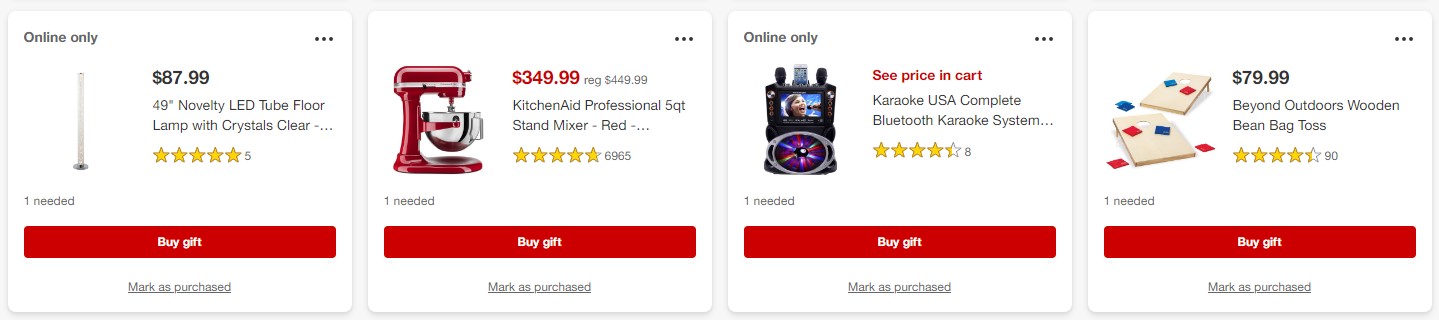 Online only
$87.99
49" Novelty LED Tube Floor
Lamp with Crystals Clear -...
5
1 needed
Buy gift
Mark as purchased
$349.99 reg $449.99
KitchenAid Professional 5qt
Stand Mixer - Red -...
6965
1 needed
Buy gift
Mark as purchased
Online only
See price in cart
Karaoke USA Complete
Bluetooth Karaoke System...
8
1 needed
Buy gift
Mark as purchased
$79.99
Beyond Outdoors Wooden
Bean Bag Toss
90
1 needed
Buy gift
Mark as purchased